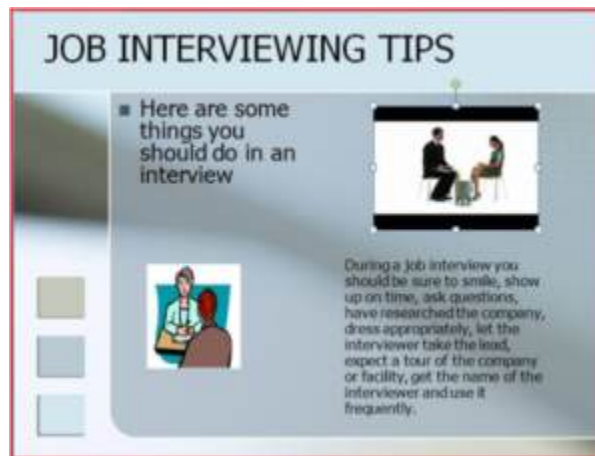 JOB INTERVIEWING TIPS
Here are some
things you
should do in an
interview
During a job interview you
should be sure to smile, show
up on time, ask questions,
have researched the company,
dress appropriately, let the
interviewer take the lead,
expect a tour of the company
or facility, get the name of the
interviewer and use it
frequently.